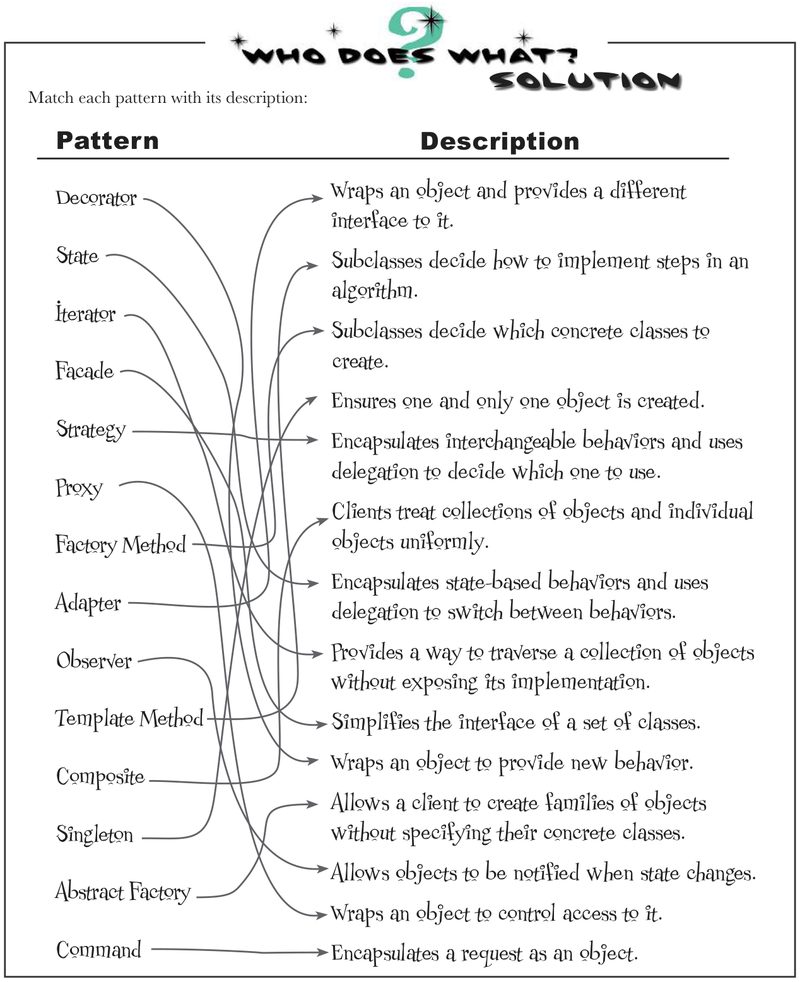 WHO DOES WHAT?
SOLUTION
Match each pattern with its description:
Pattern
Description
Decorator
State
Iterator
Facade
Strategy
Proxy
Factory Method
Adapter
Observer
Template Method
Composite
Singleton
Abstract Factory
Command
Wraps an object and provides a different
interface to it.
Subclasses decide how to implement steps in an
algorithm.
Subclasses decide which concrete classes to
create.
Ensures one and only one object is created.
Encapsulates interchangeable behaviors and uses
delegation to decide which one to use.
Clients treat collections of objects and individual
objects uniformly.
Encapsulates state-based behaviors and uses
delegation to switch between behaviors.
Provides a way to traverse a collection of objects
without exposing its implementation.
Simplifies the interface of a set of classes.
Wraps an object to provide new behavior.
Allows a client to create families of objects
without specifying their concrete classes.
Allows objects to be notified when state changes.
Wraps an object to control access to it.
Encapsulates a request as an object.